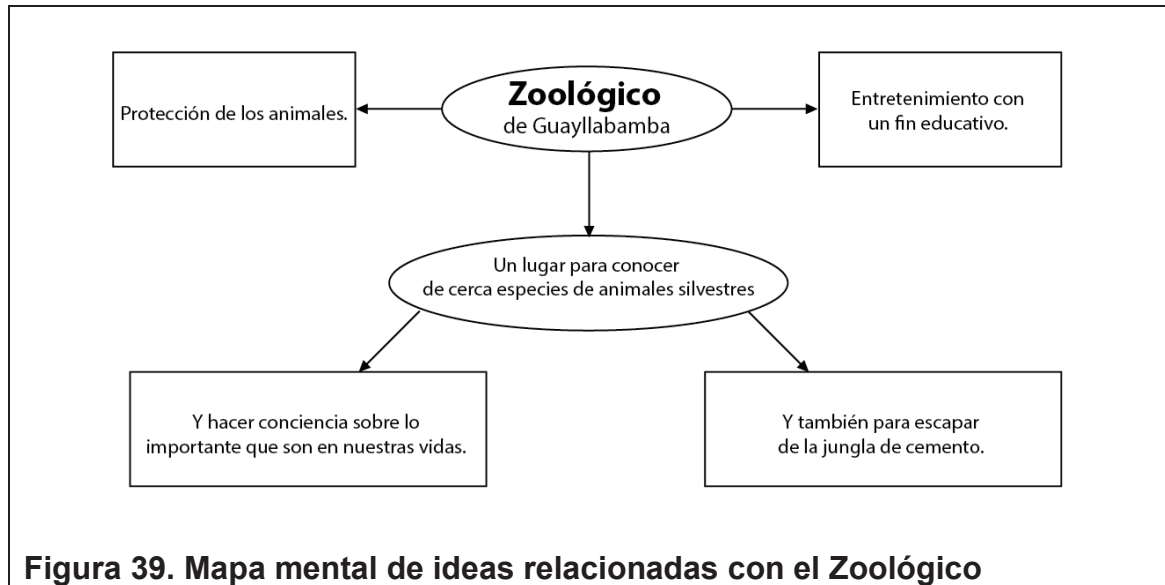 Zoológico
de Guayllabamba
Protección de los animales.
Entretenimiento con
un fin educativo.
Un lugar para conocer
de cerca especies de animales silvestres
Y hacer conciencia sobre lo
importante que son en nuestras vidas.
Y también para escapar
de la jungla de cemento.
Figura 39. Mapa mental de ideas relacionadas con el Zoológico